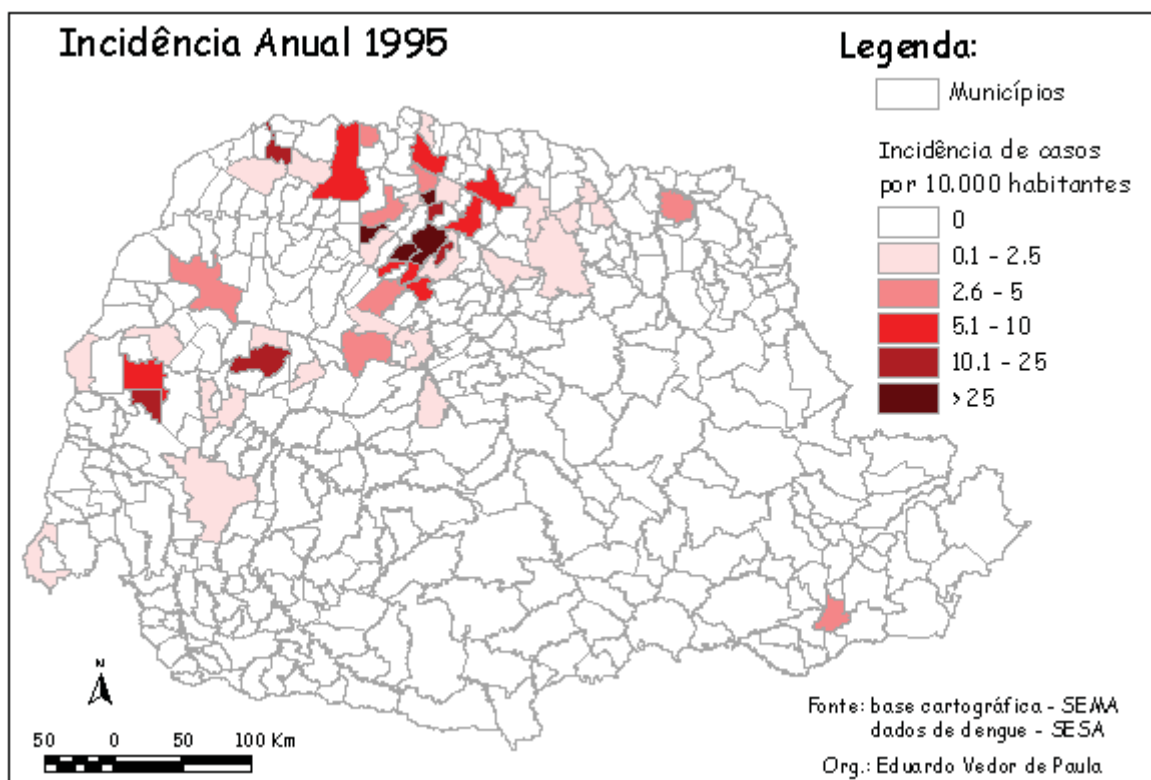 Incidência Anual 1995
Legenda:
Municípios
Incidência de casos
por 10.000 habitantes
0
0.1 - 2.5
2.6 - 5
5.1 - 10
10.1 - 25
>25
N
50 0 50 100 Km
Fonte: base cartográfica - SEMA
dados de dengue - SESA
Org.: Eduardo Vedor de Paula